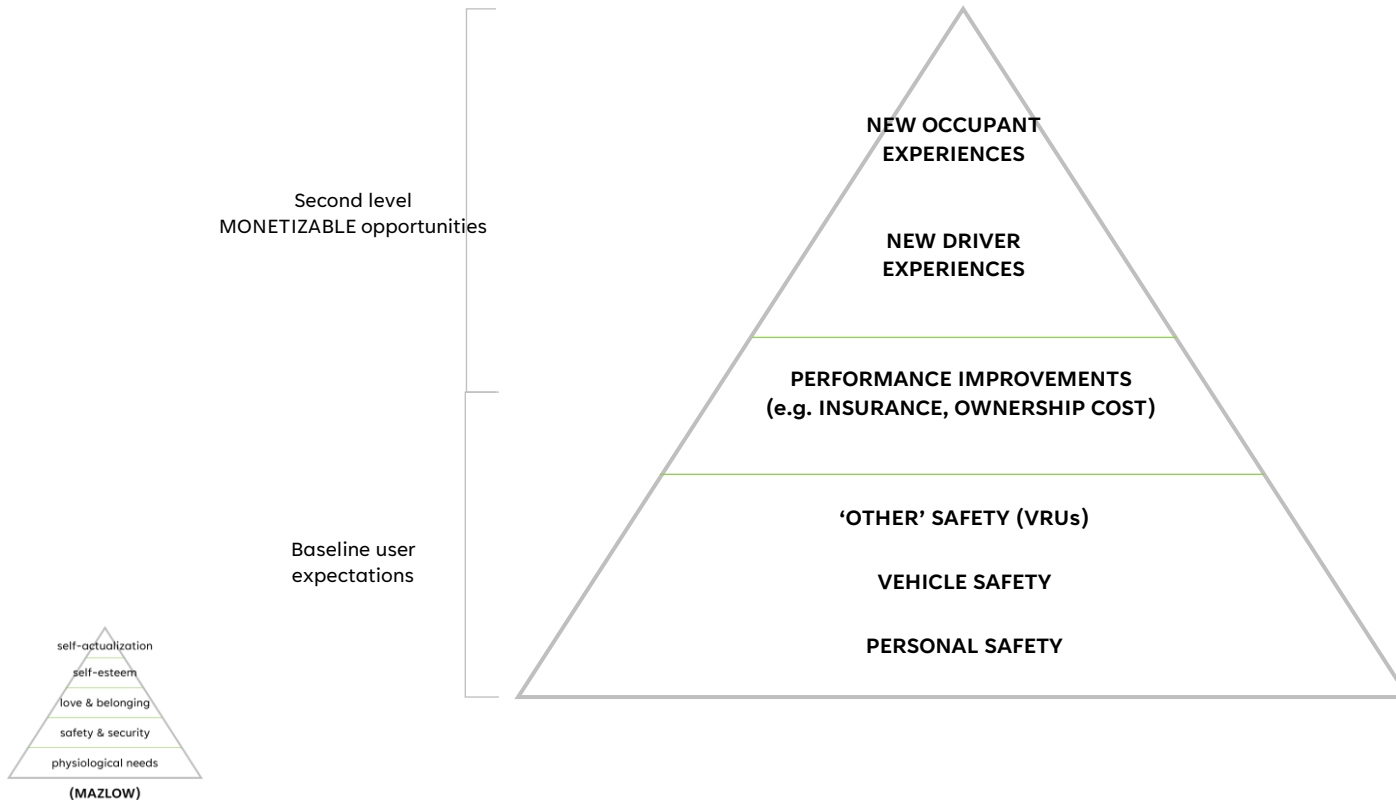 NEW OCCUPANT
EXPERIENCES
NEW DRIVER
EXPERIENCES
Second level
MONETIZABLE opportunities
PERFORMANCE IMPROVEMENTS
(e.g. INSURANCE, OWNERSHIP COST)
‘OTHER’ SAFETY (VRUs)
VEHICLE SAFETY
PERSONAL SAFETY
Baseline user
expectations
self-actualization
self-esteem
love & belonging
safety & security
physiological needs
(MAZLOW)